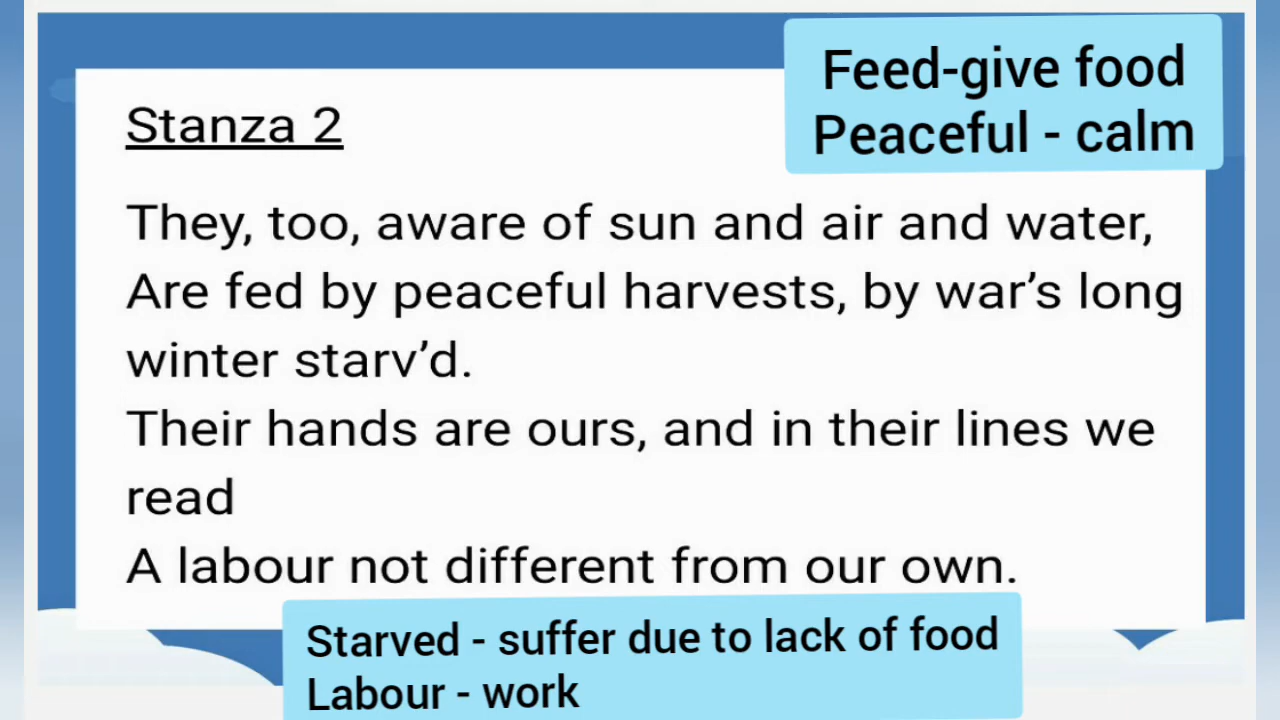 Feed-give food
Peaceful - calm
Stanza 2
They, too, aware of sun and air and water,
Are fed by peaceful harvests, by war’s long
winter starv’d.
Their hands are ours, and in their lines we
read
A labour not different from our own.
Starved - suffer due to lack of food
Labour - work